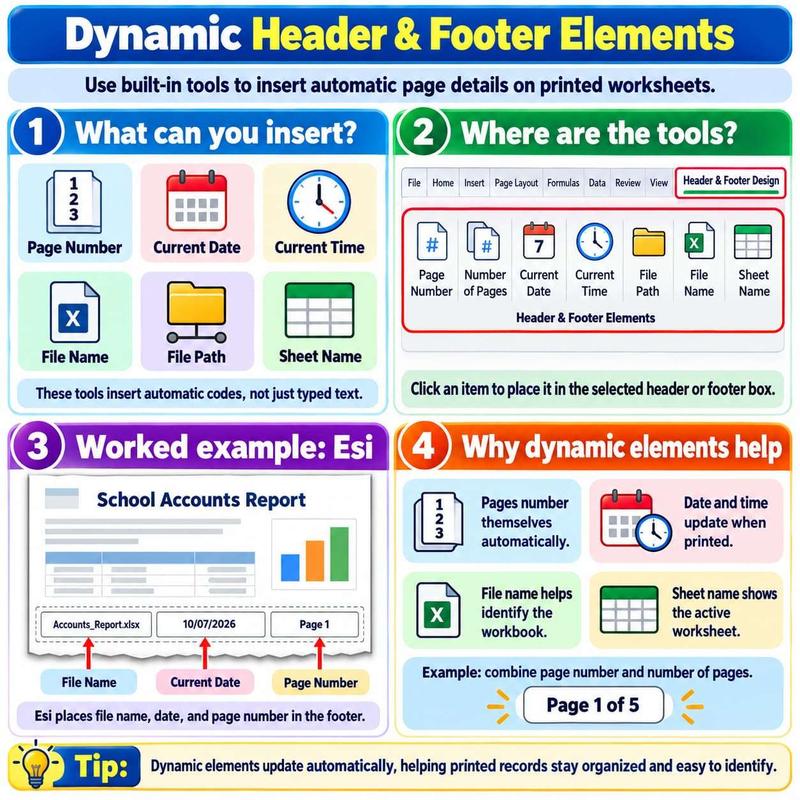 Dynamic Header & Footer Elements
Use built-in tools to insert automatic page details on printed worksheets.
1 What can you insert?
1
2
3
Page Number
Current Date
Current Time
X
File Name
File Path
Sheet Name
These tools insert automatic codes, not just typed text.
2 Where are the tools?
File Home Insert Page Layout Formulas Data Review View Header & Footer Design
# # 7 X
Page Number Current Current File File Sheet
Number of Pages Date Time Path Name Name
Header & Footer Elements
Click an item to place it in the selected header or footer box.
3 Worked example: Esi
School Accounts Report
Accounts_Report.xlsx 10/07/2026 Page 1
File Name Current Date Page Number
Esi places file name, date, and page number in the footer.
4 Why dynamic elements help
1
2
3
Pages number
themselves
automatically.
Date and time
update when
printed.
X
File name helps
identify the
workbook.
Sheet name shows
the active
worksheet.
Example: combine page number and number of pages.
Page 1 of 5
Tip: Dynamic elements update automatically, helping printed records stay organized and easy to identify.